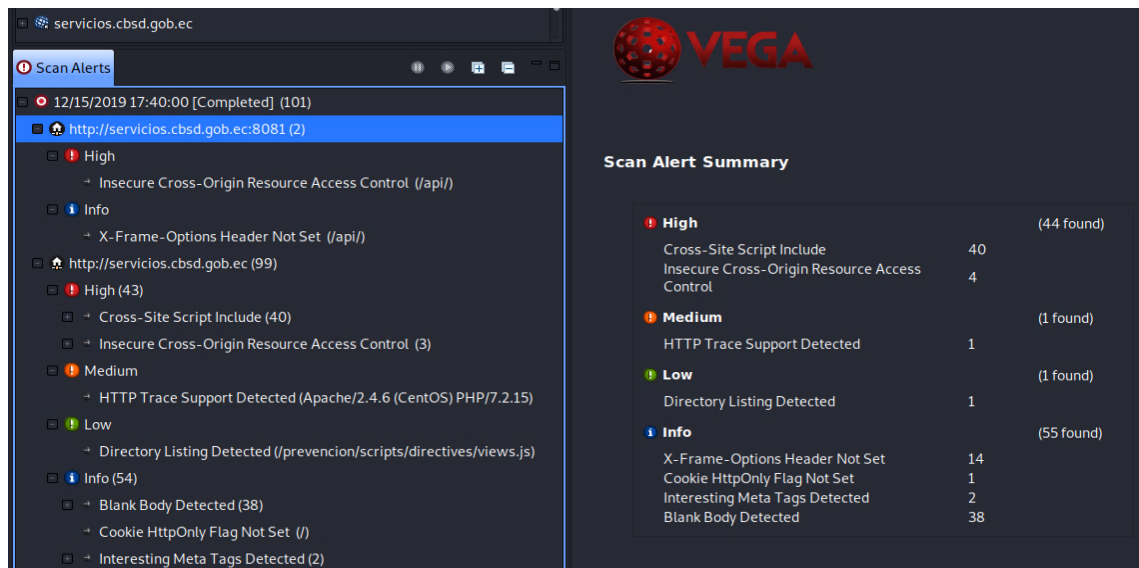 servicios.cbsd.gob.ec
Scan Alerts
12/15/2019 17:40:00 [Completed] (101)
http://servicios.cbsd.gob.ec:8081 (2)
High
Insecure Cross-Origin Resource Access Control (/api/)
Info
X-Frame-Options Header Not Set (/api/)
http://servicios.cbsd.gob.ec (99)
High (43)
Cross-Site Script Include (40)
Insecure Cross-Origin Resource Access Control (3)
Medium
HTTP Trace Support Detected (Apache/2.4.6 (CentOS) PHP/7.2.15)
Low
Directory Listing Detected (/prevencion/scripts/directives/views.js)
Info (54)
Blank Body Detected (38)
Cookie HttpOnly Flag Not Set (/)
Interesting Meta Tags Detected (2)
VEGA
Scan Alert Summary
High (44 found)
Cross-Site Script Include 40
Insecure Cross-Origin Resource Access
Control 4
Medium (1 found)
HTTP Trace Support Detected 1
Low (1 found)
Directory Listing Detected 1
Info (55 found)
X-Frame-Options Header Not Set 14
Cookie HttpOnly Flag Not Set 1
Interesting Meta Tags Detected 2
Blank Body Detected 38